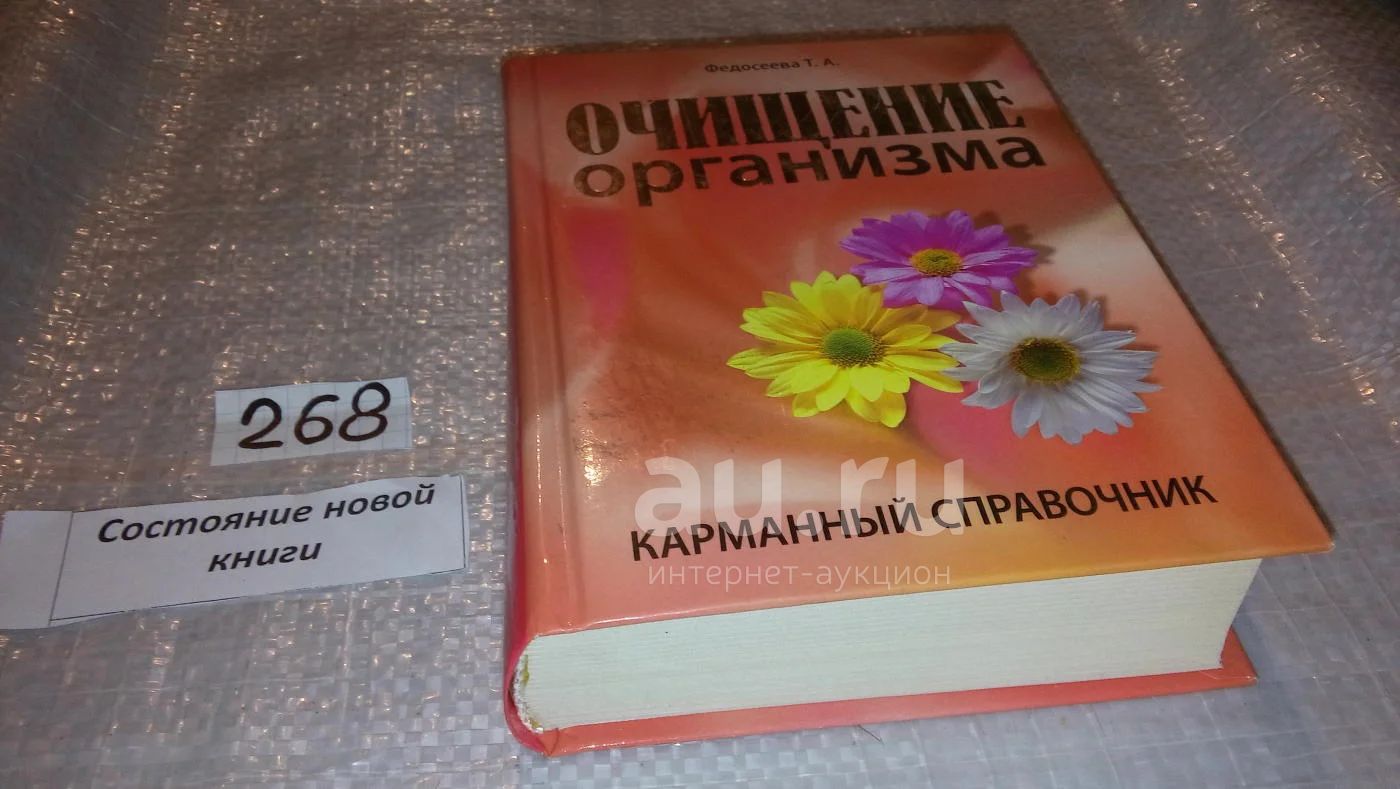 Федосеева Т. А.
ОЧИЩЕНИЕ
организма
268
Состояние новой
книги
au.ru
КАРМАННЫЙ СПРАВОЧНИК
интернет-аукцион